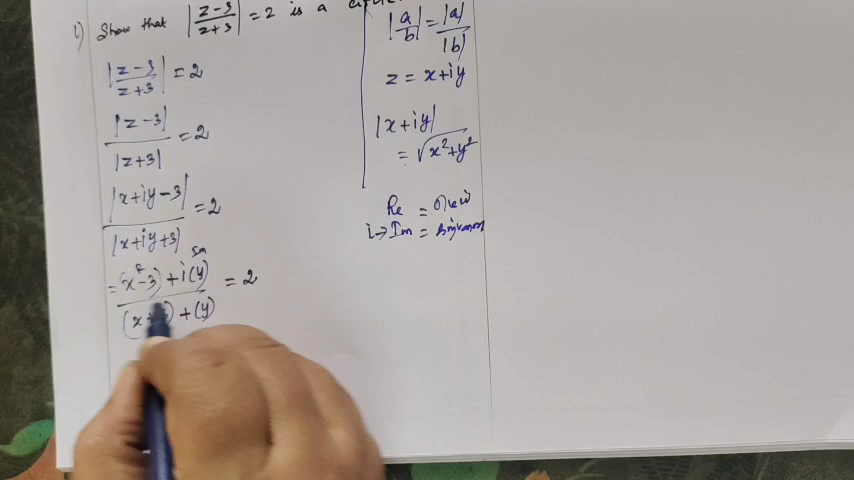 1) Show that |z-3/z+3| = 2 is a
|z-3/z+3| = 2
|z-3|/|z+3| = 2
|x+iy-3|/|x+iy+3| = 2
= (x-3) + i(y) / (x+3) + (y) = 2
|a/b| = |a|/|b|
z = x+iy
|x+iy|
= √x²+y²
Re =
i→ Im =